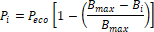 P_i = P_eco [1 − ((B_max − B_i) / B_max)]